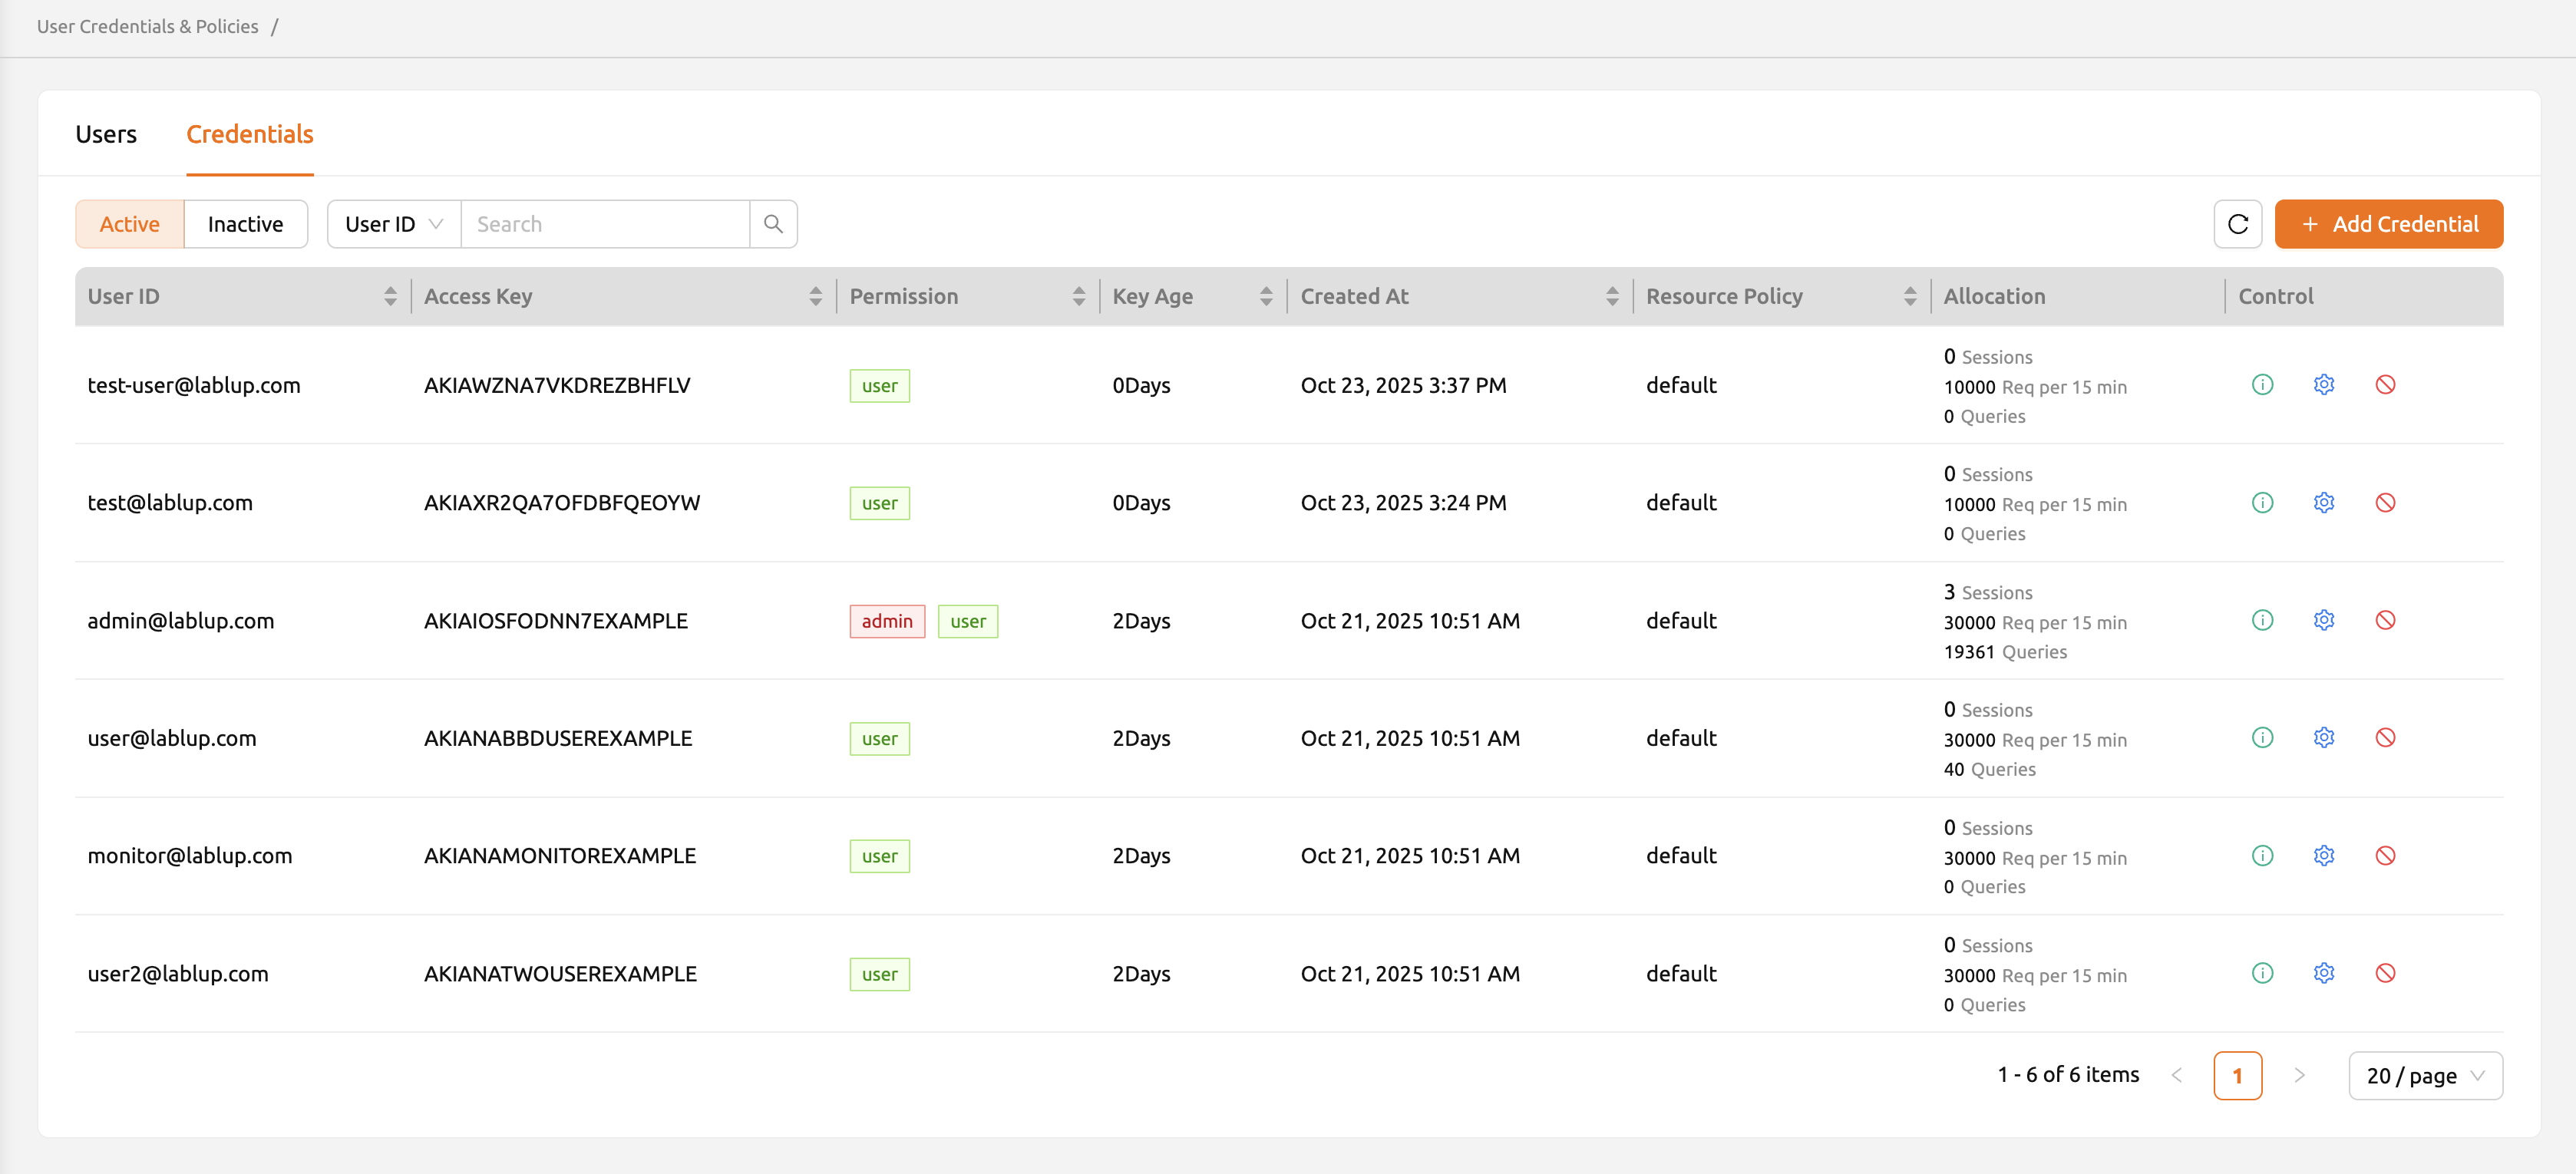 User Credentials & Policies /
Users Credentials
Active Inactive User ID Search + Add Credential
User ID Access Key Permission Key Age Created At Resource Policy Allocation Control
test-user@lablup.com AKIAWZNA7VKDREZBHFLV user 0Days Oct 23, 2025 3:37 PM default 0 Sessions
10000 Req per 15 min
0 Queries
test@lablup.com AKIAXR2QA7OFDBFQEOYW user 0Days Oct 23, 2025 3:24 PM default 0 Sessions
10000 Req per 15 min
0 Queries
admin@lablup.com AKIAIOSFODNN7EXAMPLE admin user 2Days Oct 21, 2025 10:51 AM default 3 Sessions
30000 Req per 15 min
19361 Queries
user@lablup.com AKIANABBDUSEREXAMPLE user 2Days Oct 21, 2025 10:51 AM default 0 Sessions
30000 Req per 15 min
40 Queries
monitor@lablup.com AKIANAMONITOREXAMPLE user 2Days Oct 21, 2025 10:51 AM default 0 Sessions
30000 Req per 15 min
0 Queries
user2@lablup.com AKIANATWOUSEREXAMPLE user 2Days Oct 21, 2025 10:51 AM default 0 Sessions
30000 Req per 15 min
0 Queries
1 - 6 of 6 items < 1 > 20 / page